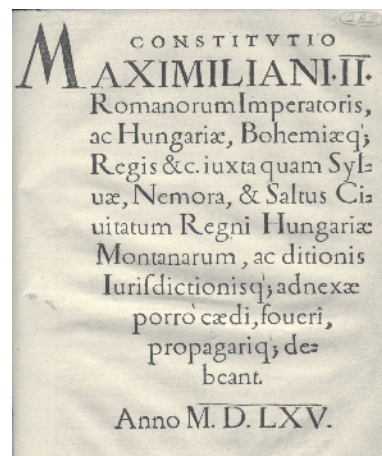 CONSTITVTIO
MAXIMILIANI·II·
Romanorum Imperatoris,
ac Hungariæ, Bohemiæq;
Regis &c. iuxta quam Syl-
uæ, Nemora, & Saltus Ci-
uitatum Regni Hungariæ
Montanarum, ac ditionis
Iuriſdictionisq; adnexæ
porrò cædi, foueri,
propagariq; de-
beant.
Anno M. D. LXV.